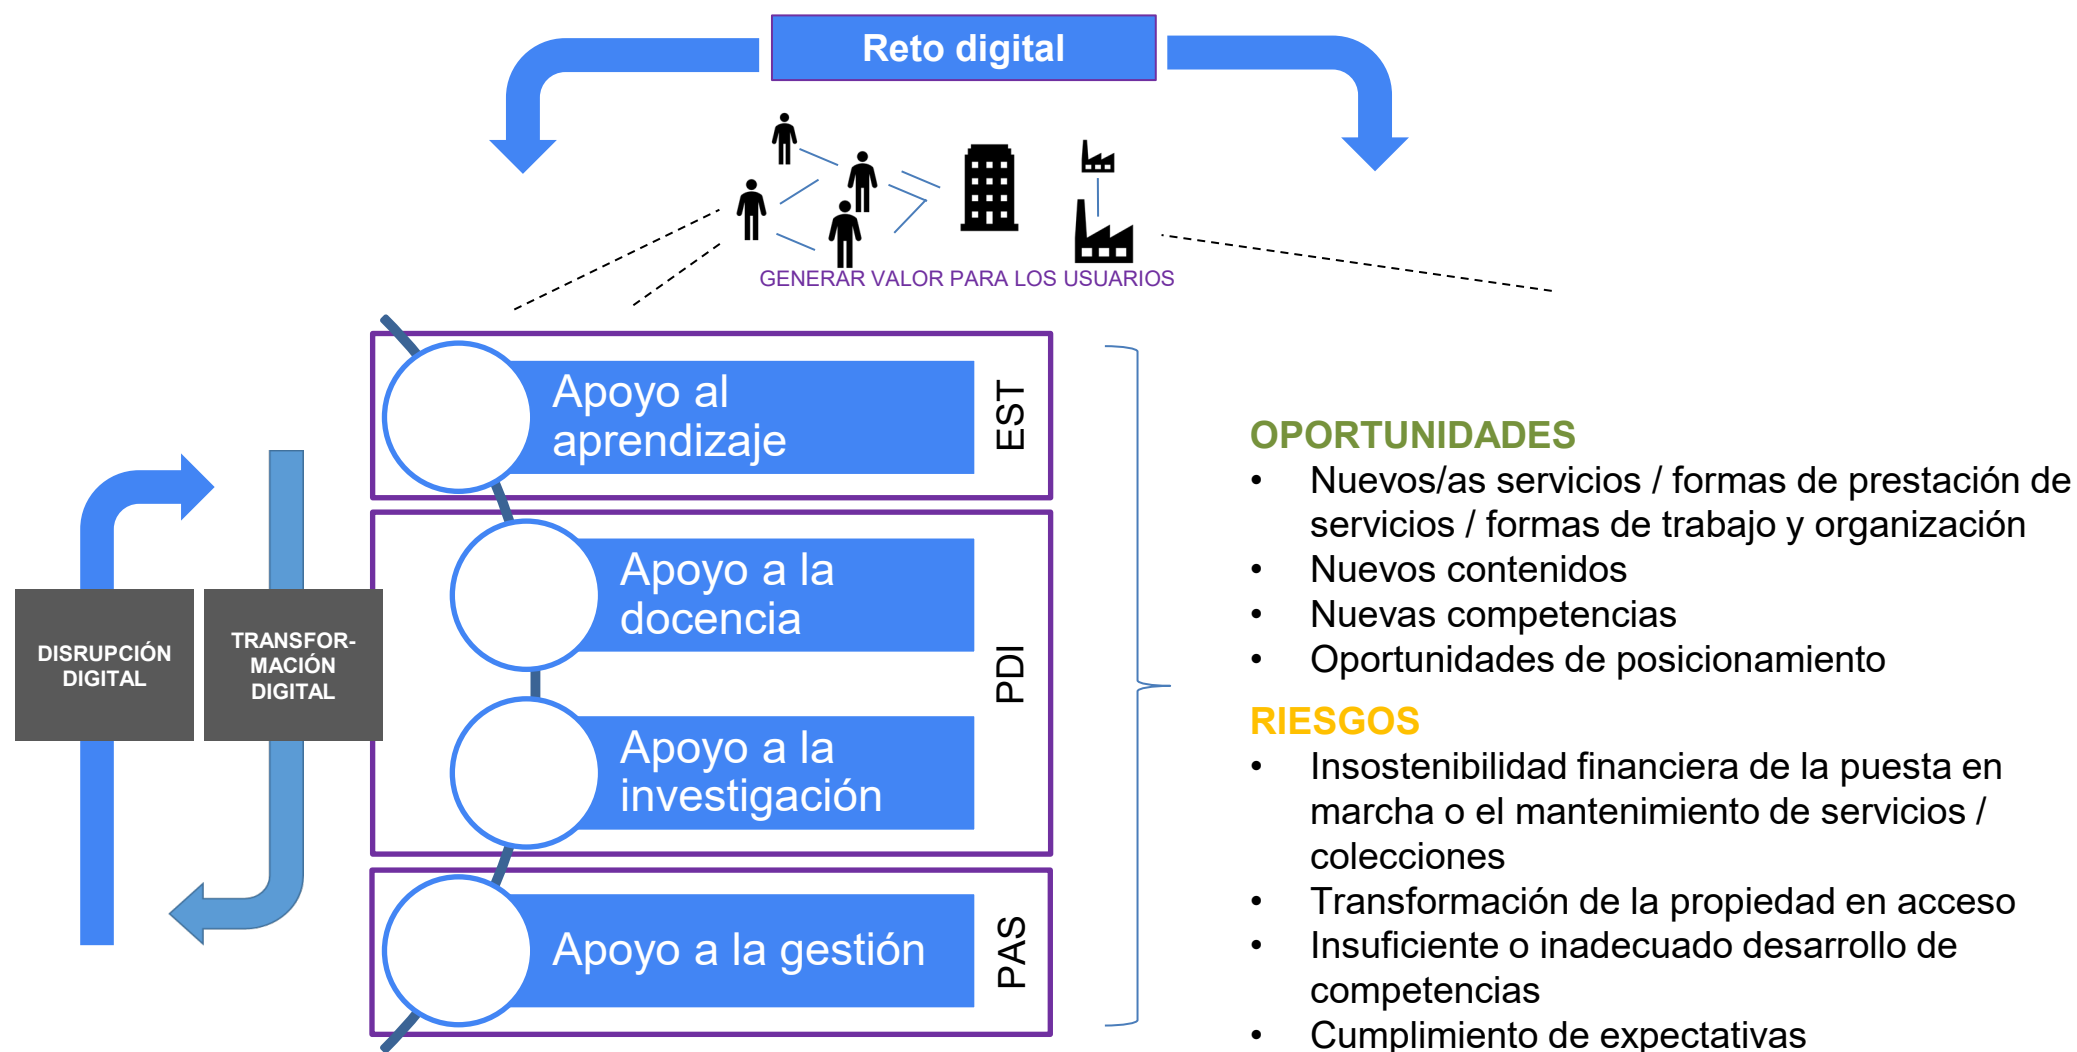 Reto digital
GENERAR VALOR PARA LOS USUARIOS
DISRUPCIÓN
DIGITAL
TRANSFOR-
MACIÓN
DIGITAL
Apoyo al
aprendizaje
EST
Apoyo a la
docencia
Apoyo a la
investigación
PDI
Apoyo a la gestión
PAS
OPORTUNIDADES
• Nuevos/as servicios / formas de prestación de
servicios / formas de trabajo y organización
• Nuevos contenidos
• Nuevas competencias
• Oportunidades de posicionamiento
RIESGOS
• Insostenibilidad financiera de la puesta en
marcha o el mantenimiento de servicios /
colecciones
• Transformación de la propiedad en acceso
• Insuficiente o inadecuado desarrollo de
competencias
• Cumplimiento de expectativas